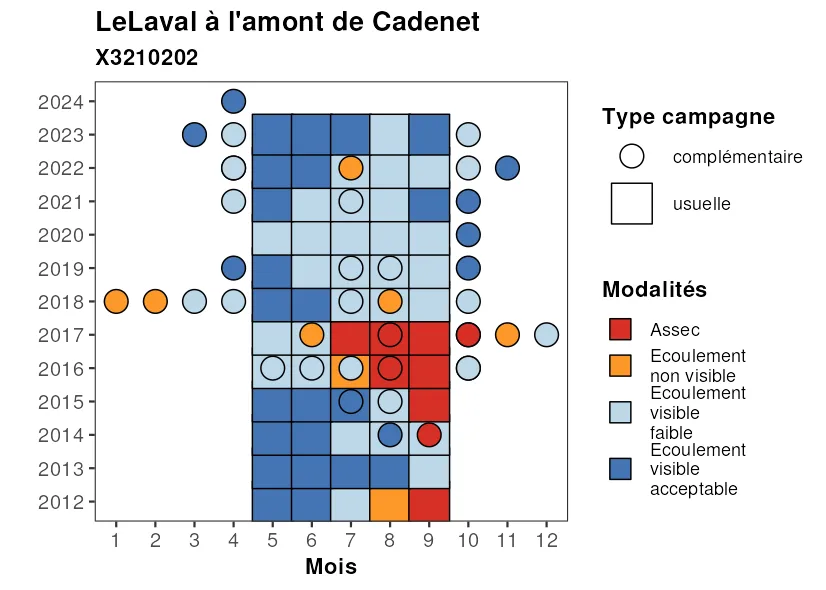 LeLaval à l'amont de Cadenet
X3210202
2024
2023
2022
2021
2020
2019
2018
2017
2016
2015
2014
2013
2012
1 2 3 4 5 6 7 8 9 10 11 12
Mois
Type campagne
complémentaire
usuelle
Modalités
Assec
Ecoulement
non visible
Ecoulement
visible
faible
Ecoulement
visible
acceptable